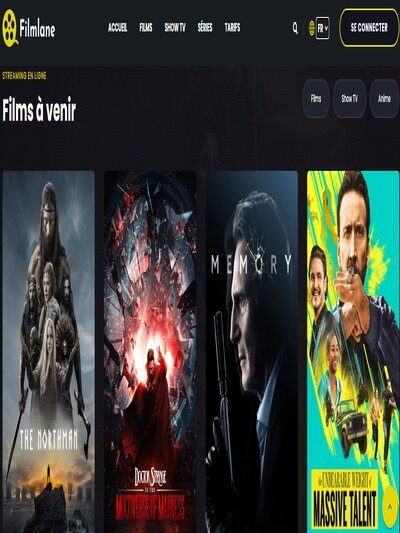 Filmlane
ACCUEIL FILMS SHOW TV SÉRIES TARIFS
FR
SE CONNECTER
STREAMING EN LIGNE
Films à venir
Films Show TV Anime
THE NORTHMAN
DOCTOR STRANGE
IN THE
MULTIVERSE OF MADNESS
MEMORY
the UNBEARABLE WEIGHT of
MASSIVE TALENT